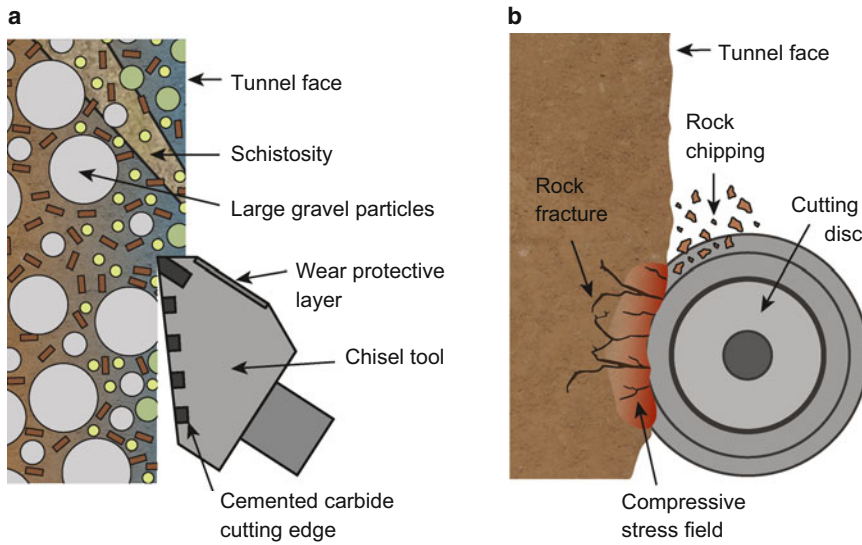 a
Tunnel face
Schistosity
Large gravel particles
Wear protective
layer
Chisel tool
Cemented carbide
cutting edge
b
Tunnel face
Rock
chipping
Rock
fracture
Cutting
disc
Compressive
stress field